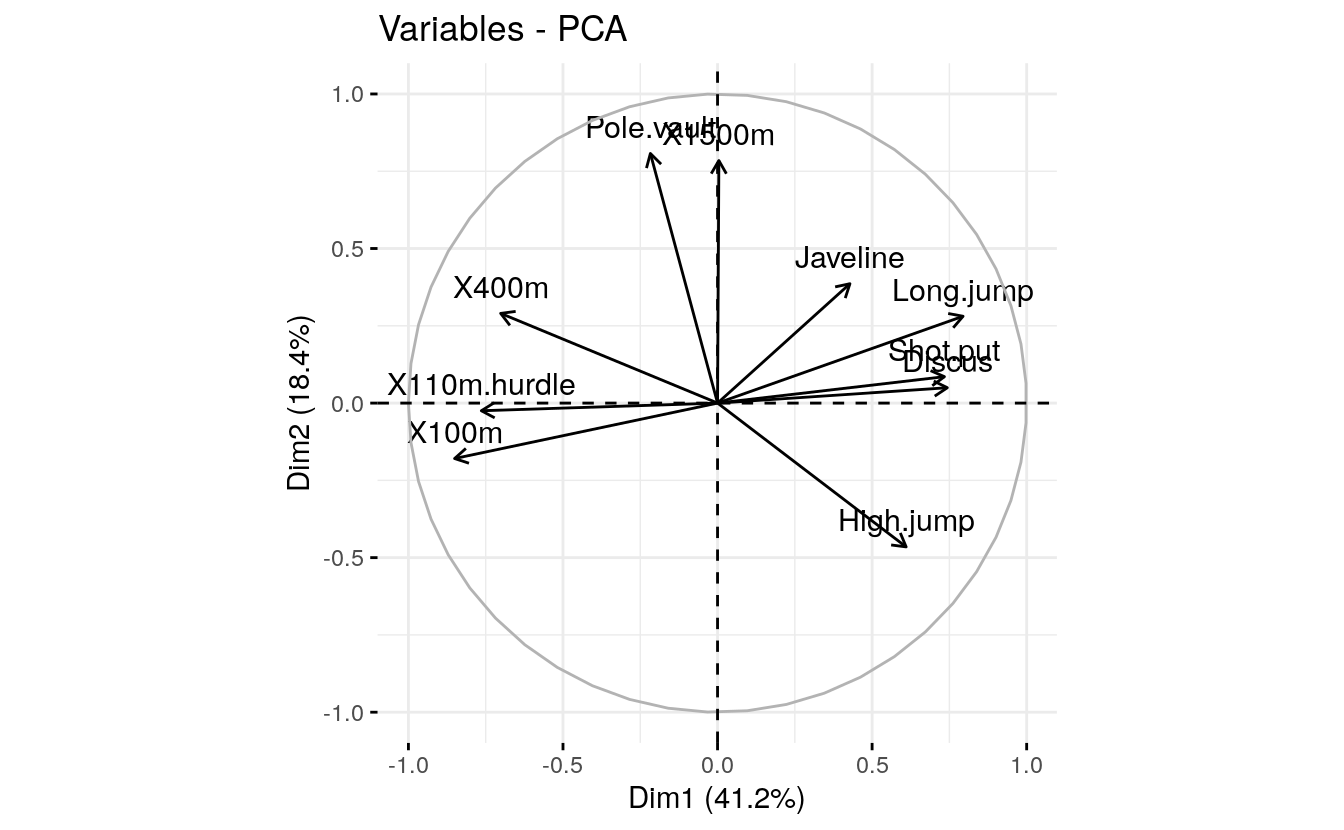 Variables - PCA
1.0
Pole.vault
X1500m
0.5
Javeline
X400m
Long.jump
Shot.put
Discus
X110m.hurdle
0.0
X100m
High.jump
-0.5
-1.0
Dim2 (18.4%)
-1.0
-0.5
0.0
0.5
1.0
Dim1 (41.2%)